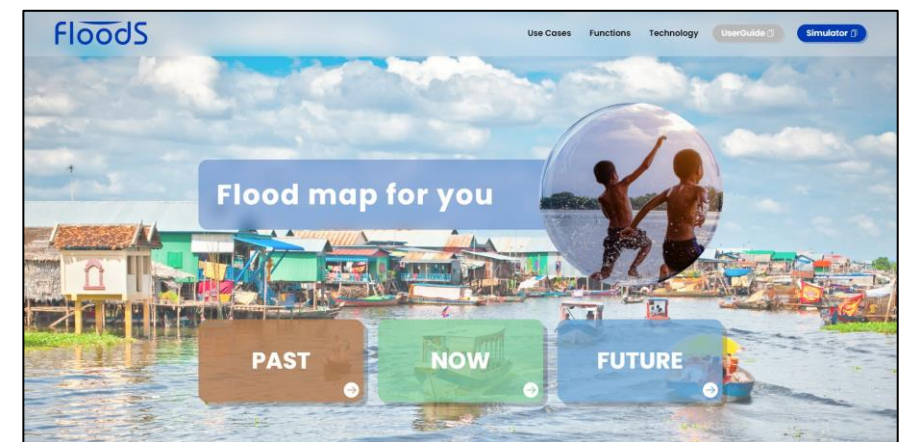 FloodS
Use Cases Functions Technology UserGuide Simulator
Flood map for you
PAST NOW FUTURE